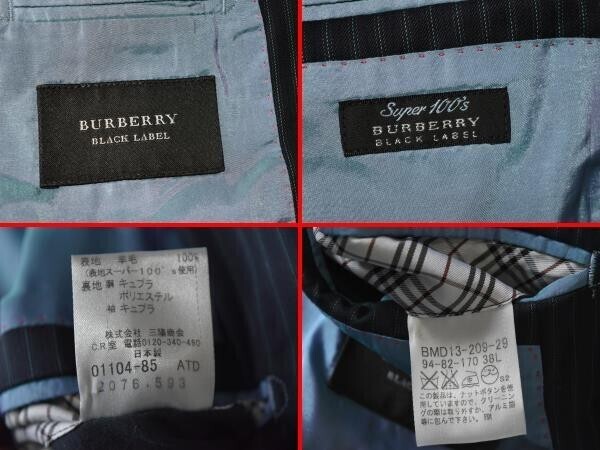 BURBERRY
BLACK LABEL
Super 100's
BURBERRY
BLACK LABEL
表地 羊毛 100%
(表地スーパー100's使用)
裏地 胴 キュプラ
ポリエステル
袖 キュプラ
株式会社 三陽商会
C.R室 電話0120-340-460
日本製
01104-85 ATD
2076.593
BMD13-209-29
94-82-170 38L
この製品は、ナットボタンを使
用していますので、クリーニン
グの際は取り外すか、アルミ箔
等に包んで下さい。
BLACK